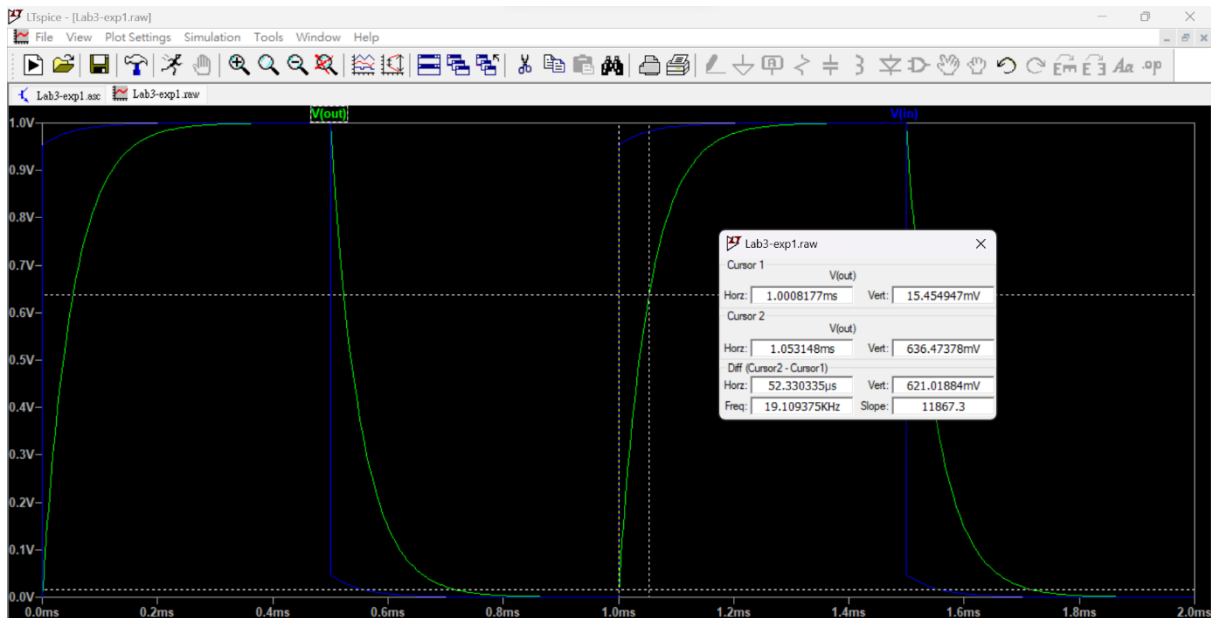 LTspice - [Lab3-exp1.raw]
File View Plot Settings Simulation Tools Window Help
Aa .op
Lab3-exp1.asc Lab3-exp1.raw
V(out) V(in)
1.0V
0.9V
0.8V
0.7V
0.6V
0.5V
0.4V
0.3V
0.2V
0.1V
0.0V
0.0ms 0.2ms 0.4ms 0.6ms 0.8ms 1.0ms 1.2ms 1.4ms 1.6ms 1.8ms 2.0ms
Lab3-exp1.raw
Cursor 1
V(out)
Horz: 1.0008177ms Vert: 15.454947mV
Cursor 2
V(out)
Horz: 1.053148ms Vert: 636.47378mV
Diff (Cursor2 - Cursor1)
Horz: 52.330335µs Vert: 621.01884mV
Freq: 19.109375KHz Slope: 11867.3